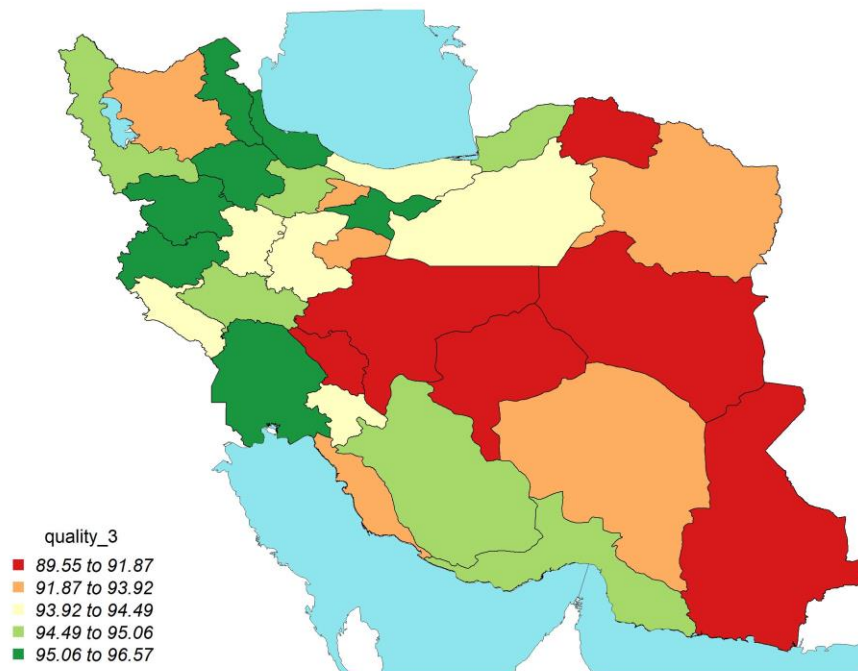 quality_3
89.55 to 91.87
91.87 to 93.92
93.92 to 94.49
94.49 to 95.06
95.06 to 96.57